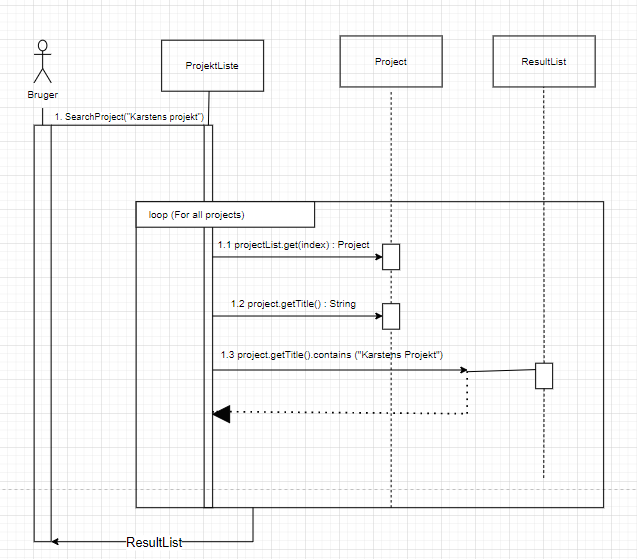 Bruger
ProjektListe
Project
ResultList
1. SearchProject("Karstens projekt")
loop (For all projects)
1.1 projectList.get(index) : Project
1.2 project.getTitle() : String
1.3 project.getTitle().contains ("Karstens Projekt")
ResultList